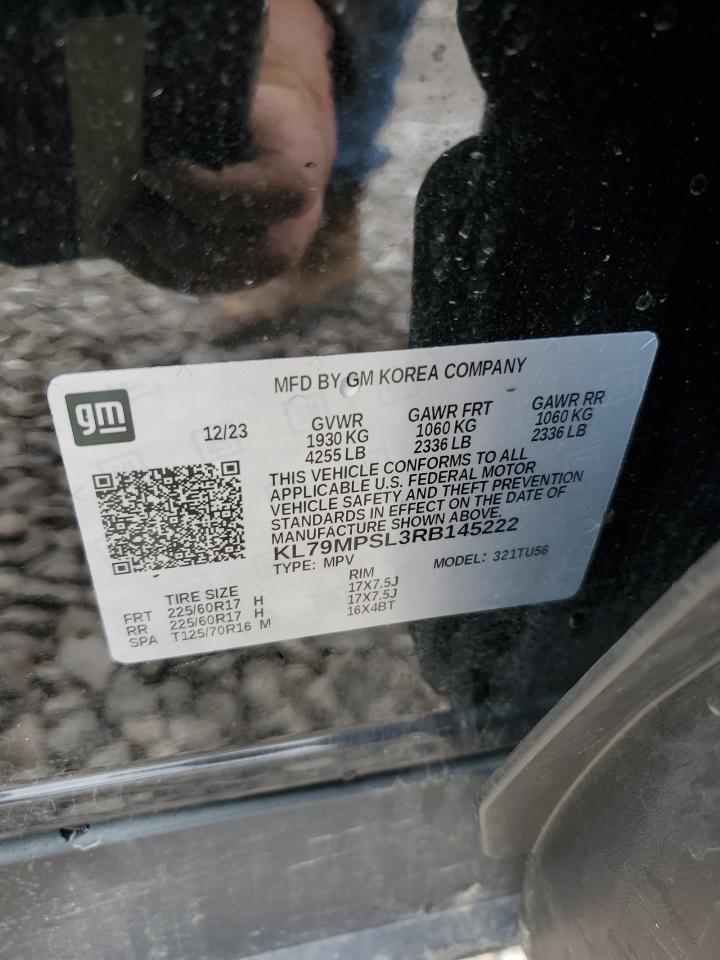 MFD BY GM KOREA COMPANY
gm
12/23
GVWR GAWR FRT GAWR RR
1930 KG 1060 KG 1060 KG
4255 LB 2336 LB 2336 LB
THIS VEHICLE CONFORMS TO ALL
APPLICABLE U.S. FEDERAL MOTOR
VEHICLE SAFETY AND THEFT PREVENTION
STANDARDS IN EFFECT ON THE DATE OF
MANUFACTURE SHOWN ABOVE.
KL79MPSL3RB145222
TYPE: MPV MODEL: 321TU56
TIRE SIZE RIM
FRT 225/60R17 H 17X7.5J
RR 225/60R17 H 17X7.5J
SPA T125/70R16 M 16X4BT